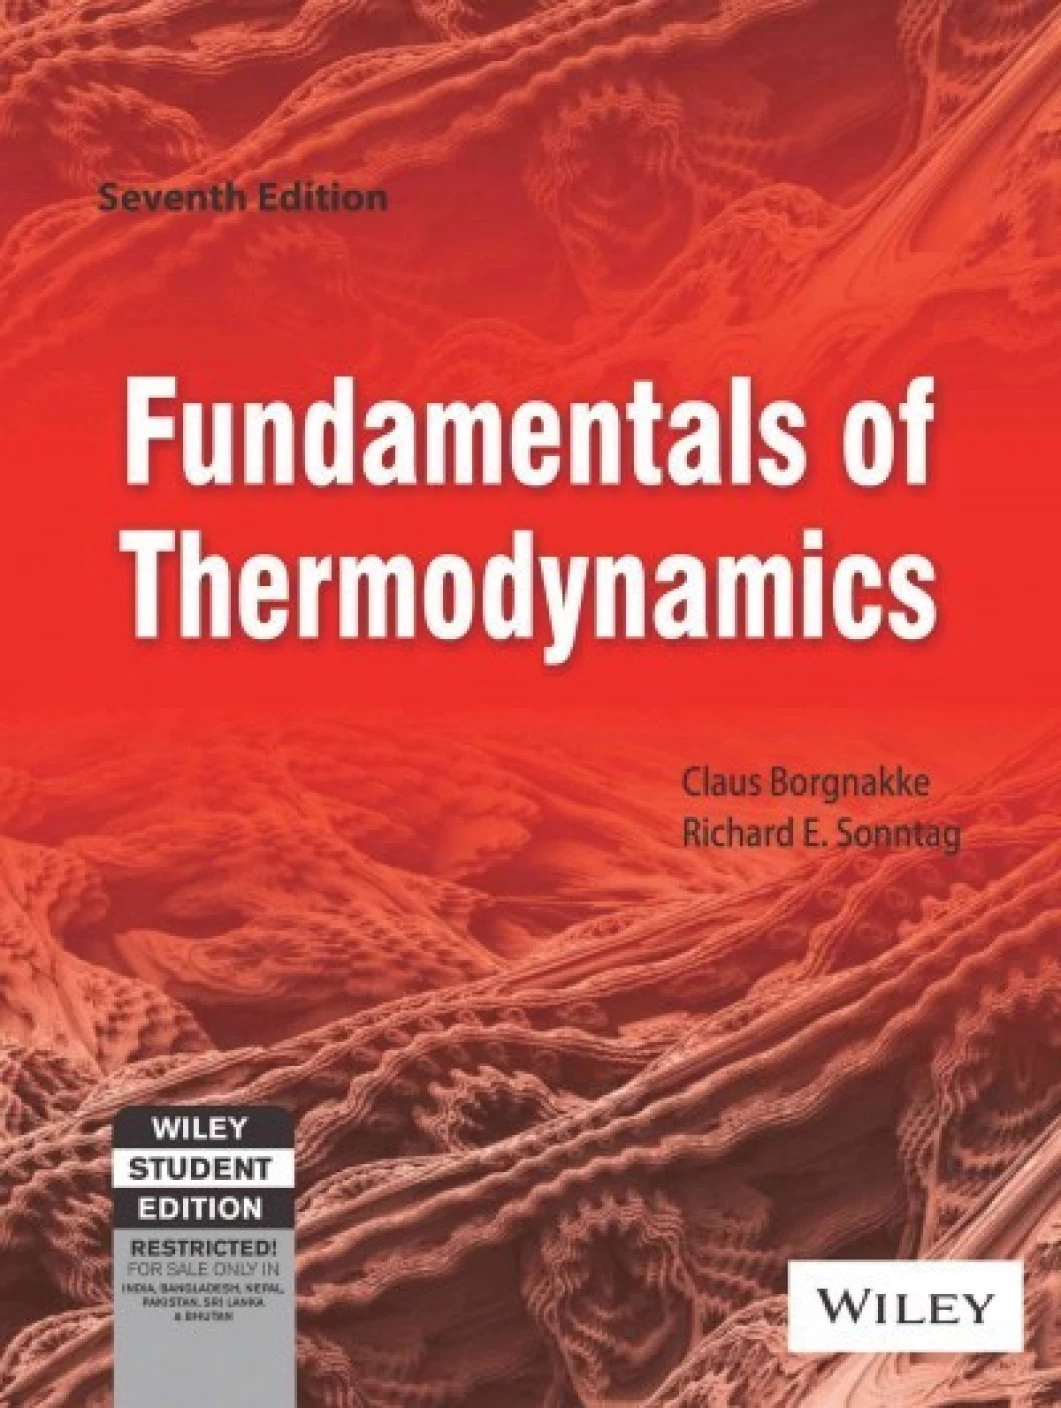 Seventh Edition
Fundamentals of
Thermodynamics
Claus Borgnakke
Richard E. Sonntag
WILEY
STUDENT
EDITION
RESTRICTED!
FOR SALE ONLY IN
INDIA, BANGLADESH, NEPAL,
PAKISTAN, SRI LANKA
& BHUTAN
WILEY